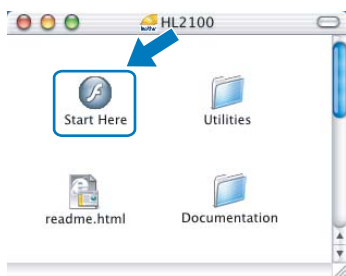 HL2100
Start Here
Utilities
readme.html
Documentation